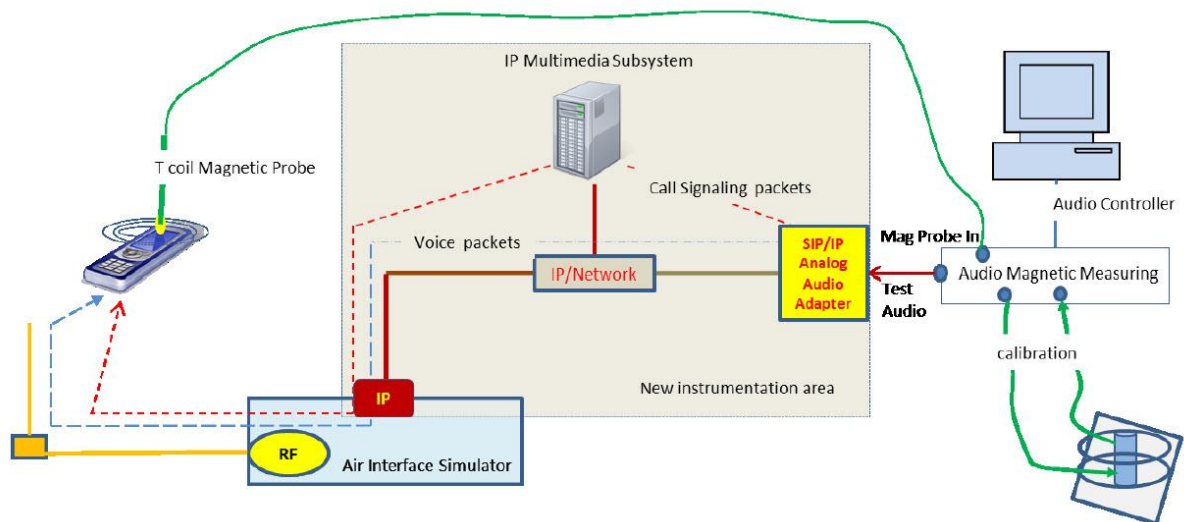 IP Multimedia Subsystem
T coil Magnetic Probe
Call Signaling packets
Audio Controller
Voice packets
SIP/IP
Analog
Audio
Adapter
Mag Probe In
IP/Network
Audio Magnetic Measuring
Test
Audio
calibration
New instrumentation area
IP
RF
Air Interface Simulator